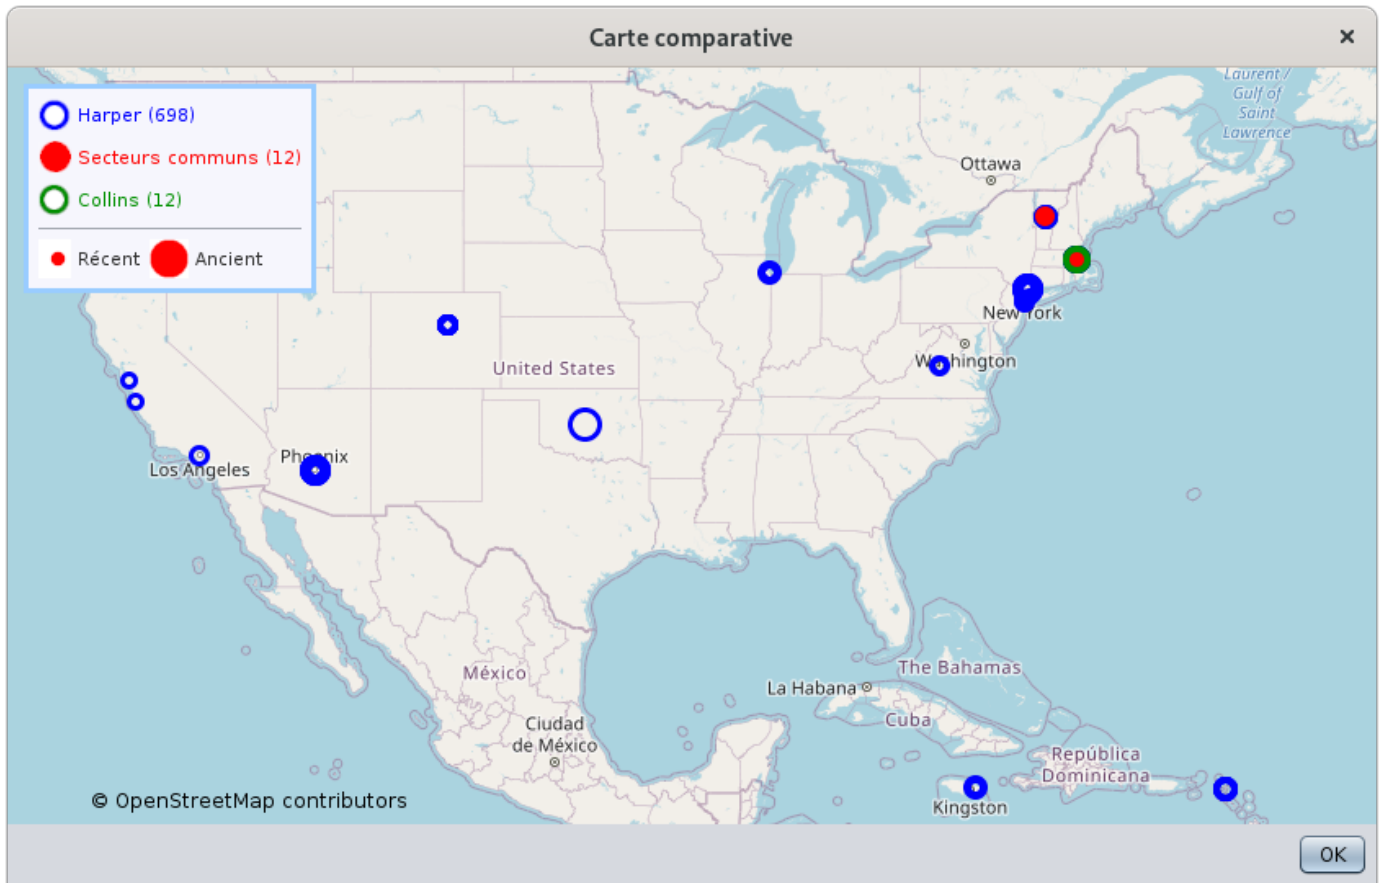 Carte comparative
×
Harper (698)
Secteurs communs (12)
Collins (12)
Récent
Ancient
Laurent /
Gulf of
Saint
Lawrence
Ottawa
New York
Washington
United States
Phoenix
Los Angeles
The Bahamas
México
La Habana
Cuba
Ciudad
de México
República
Dominicana
Kingston
© OpenStreetMap contributors
OK